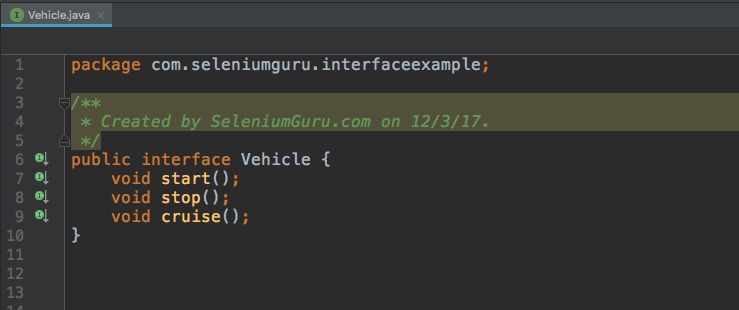 Vehicle.java
1 package com.seleniumguru.interfaceexample;
2
3 /**
4  * Created by SeleniumGuru.com on 12/3/17.
5  */
6 public interface Vehicle {
7     void start();
8     void stop();
9     void cruise();
10 }
11
12
13
14